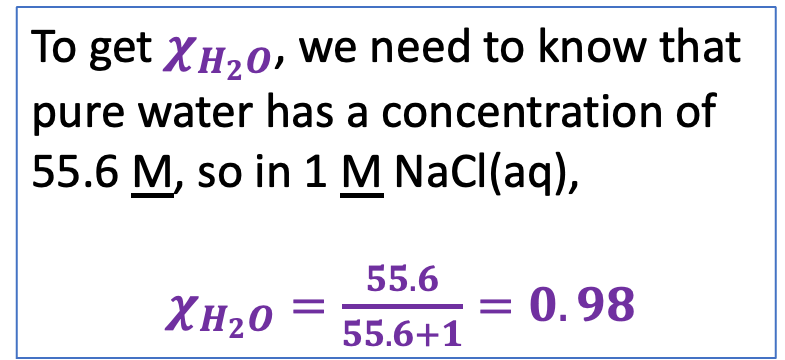 To get χH₂O, we need to know that
pure water has a concentration of
55.6 M, so in 1 M NaCl(aq),
χH₂O = 55.6/55.6+1 = 0.98